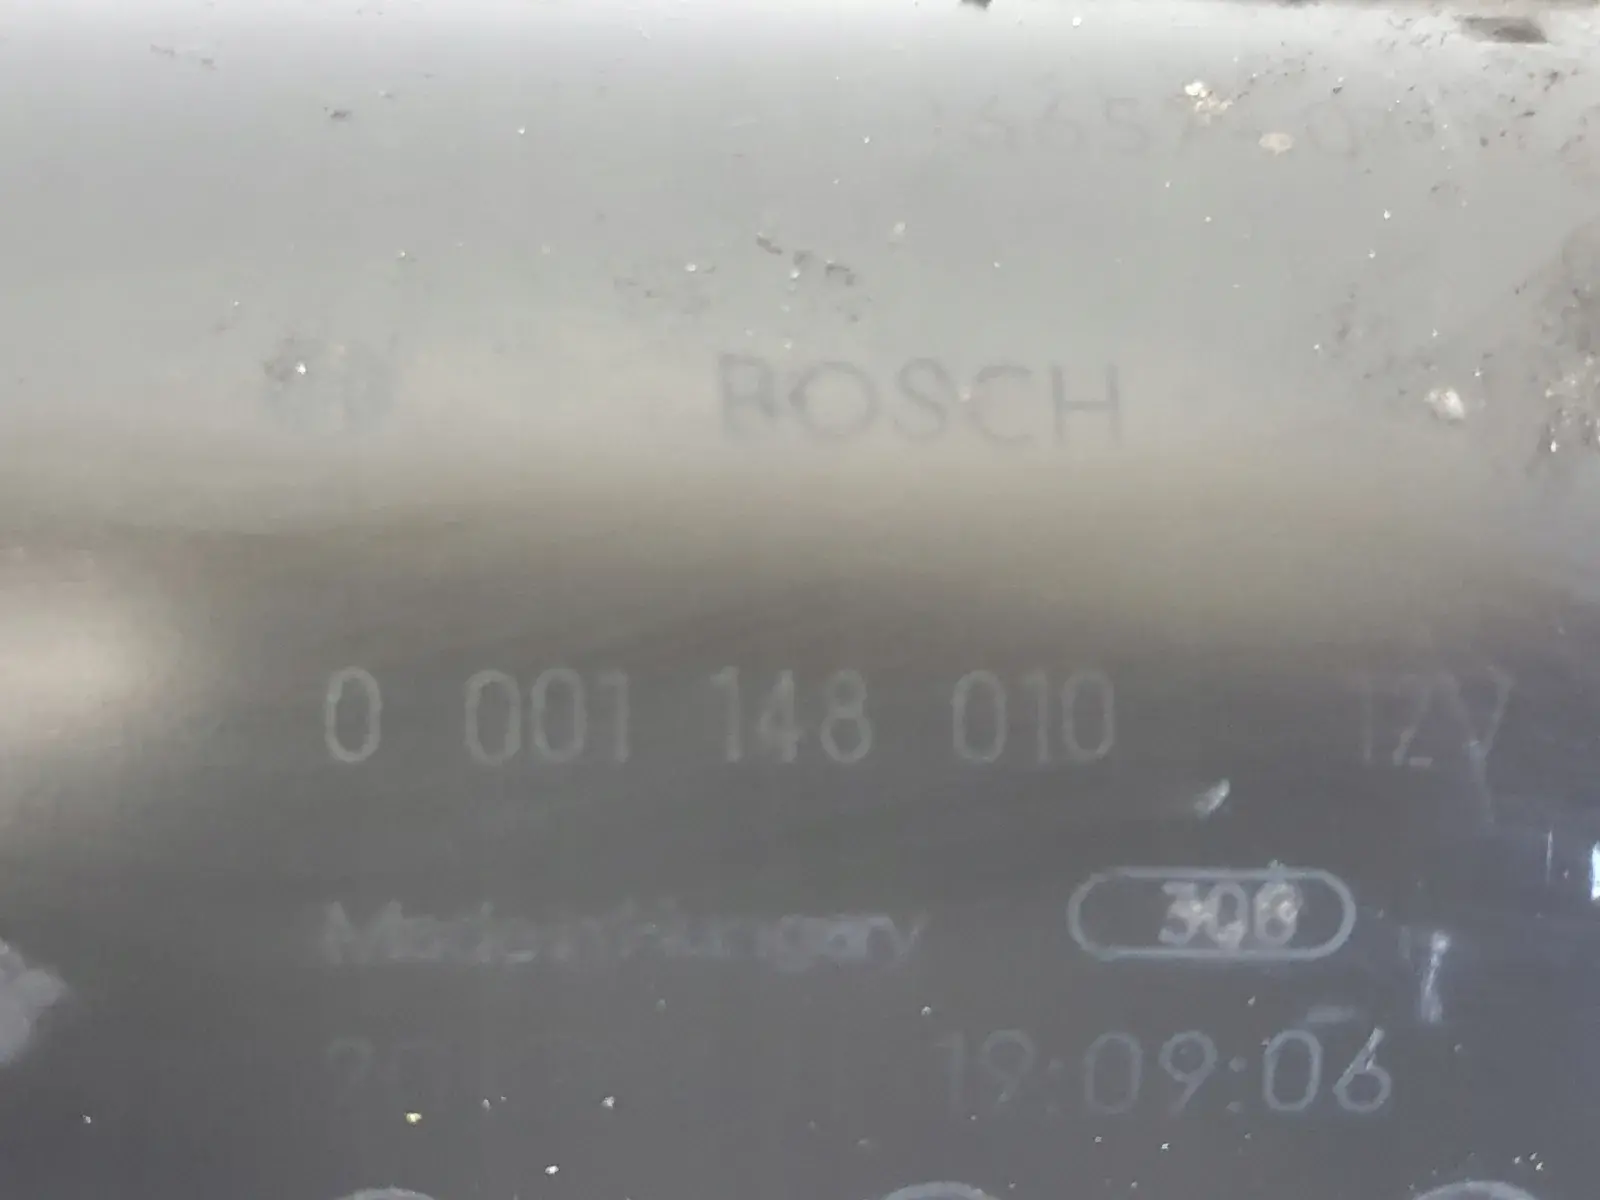 BOSCH
0 001 148 010 12V
Made in Hungary 308
19:09:06